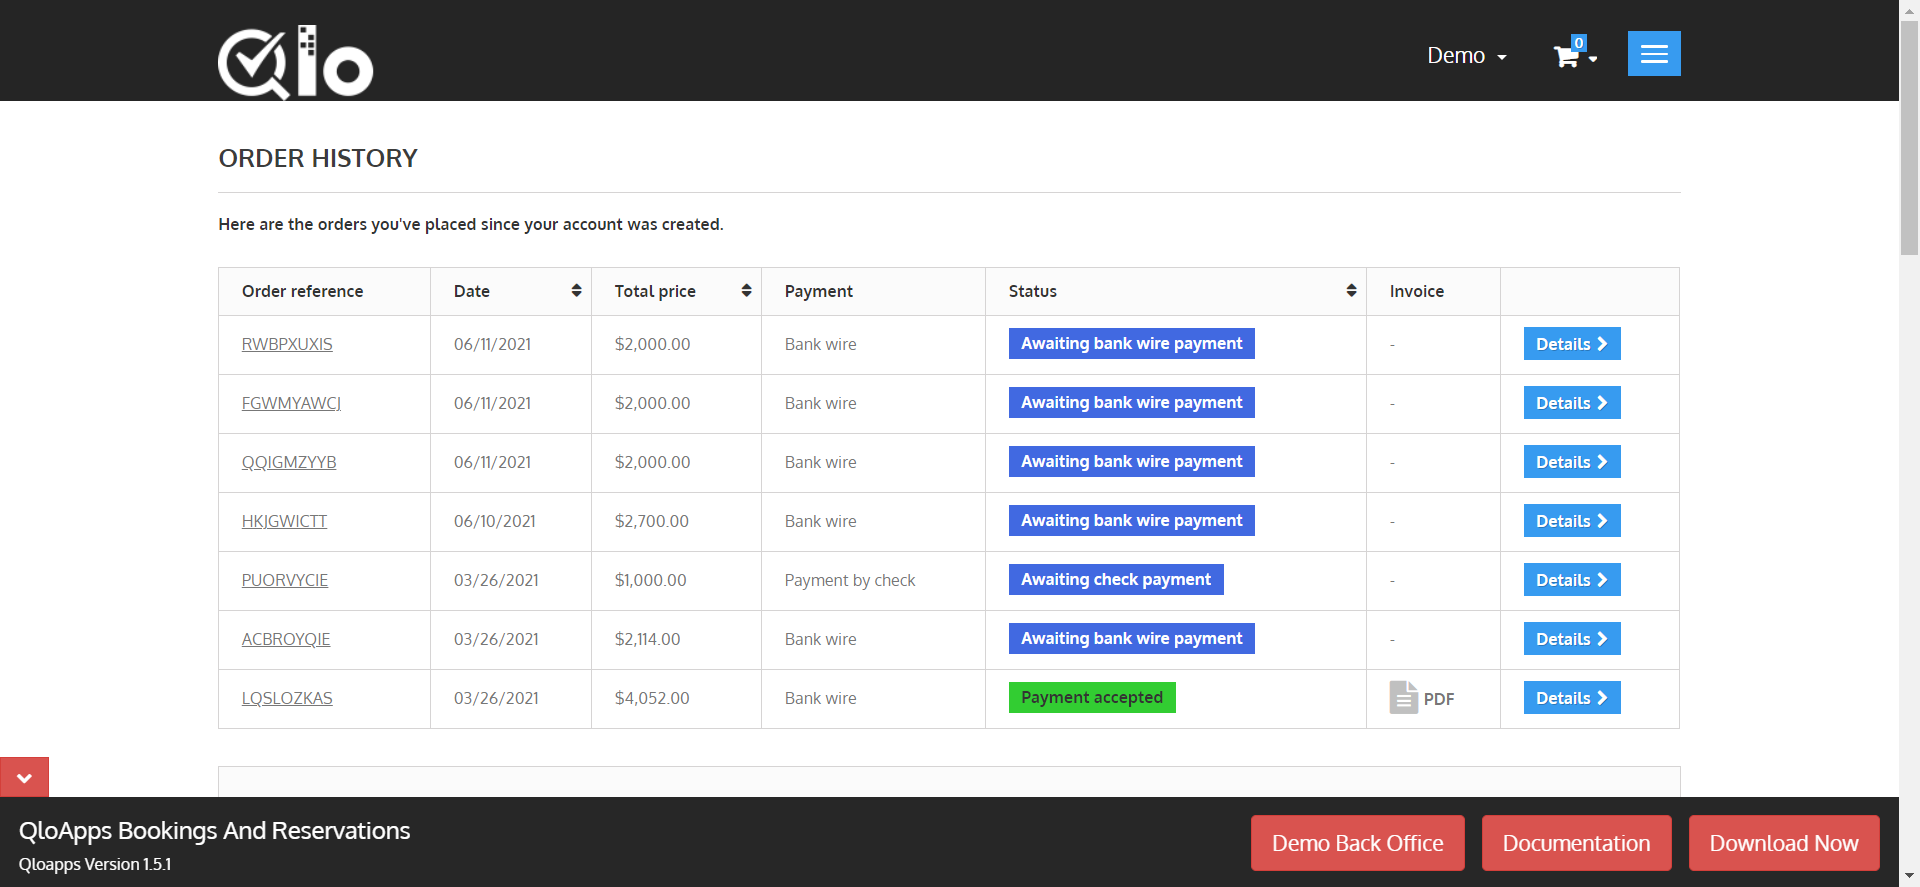 Qlo
Demo
0
ORDER HISTORY
Here are the orders you've placed since your account was created.
Order reference Date Total price Payment Status Invoice
RWBPXUXIS 06/11/2021 $2,000.00 Bank wire Awaiting bank wire payment - Details
FGWMYAWCJ 06/11/2021 $2,000.00 Bank wire Awaiting bank wire payment - Details
QQIGMZYYB 06/11/2021 $2,000.00 Bank wire Awaiting bank wire payment - Details
HKJGWICTT 06/10/2021 $2,700.00 Bank wire Awaiting bank wire payment - Details
PUORVYCIE 03/26/2021 $1,000.00 Payment by check Awaiting check payment - Details
ACBROYQIE 03/26/2021 $2,114.00 Bank wire Awaiting bank wire payment - Details
LQSLOZKAS 03/26/2021 $4,052.00 Bank wire Payment accepted PDF Details
QloApps Bookings And Reservations
Qloapps Version 1.5.1
Demo Back Office Documentation Download Now